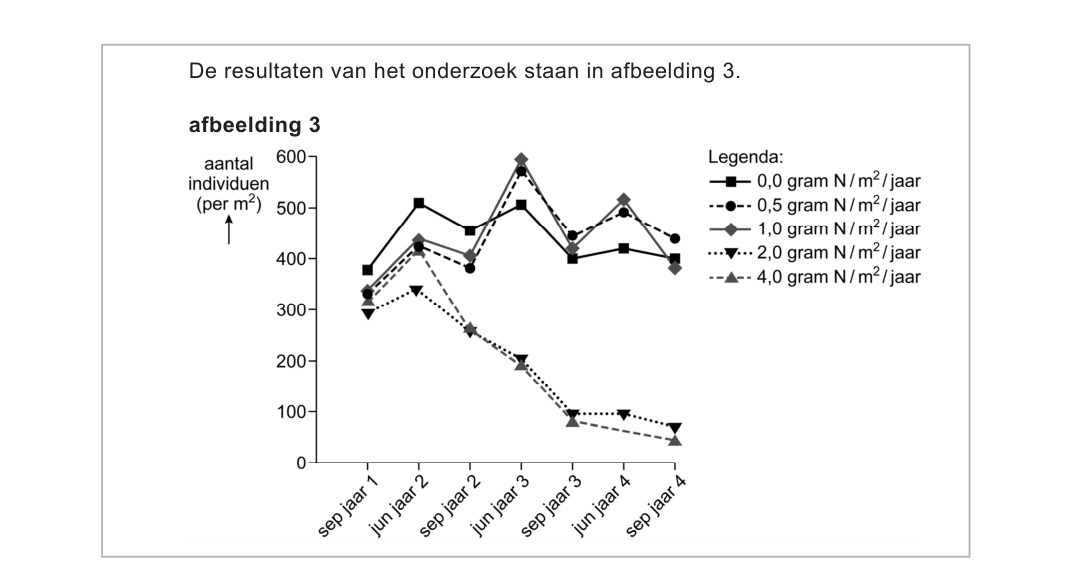 De resultaten van het onderzoek staan in afbeelding 3.
afbeelding 3
aantal
individuen
(per m²)
600
500
400
300
200
100
0
sep jaar 1
jun jaar 2
sep jaar 2
jun jaar 3
sep jaar 3
jun jaar 4
sep jaar 4
Legenda:
0,0 gram N/m²/jaar
0,5 gram N/m²/jaar
1,0 gram N/m²/jaar
2,0 gram N/m²/jaar
4,0 gram N/m²/jaar